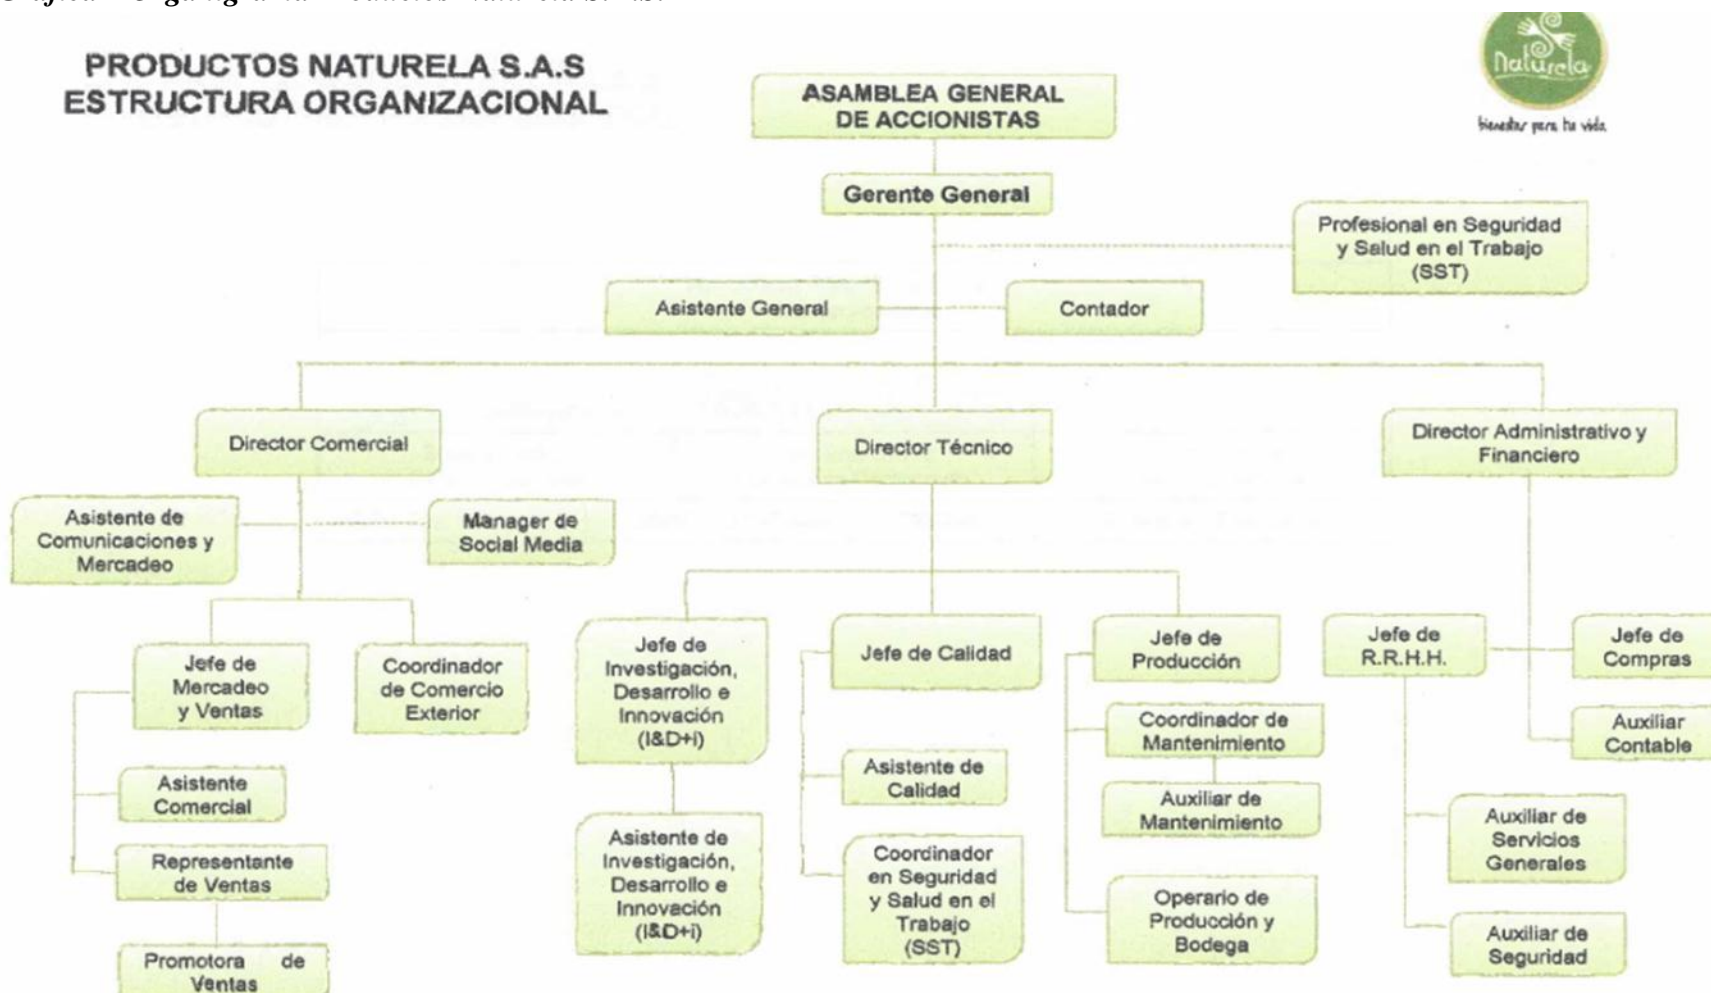 PRODUCTOS NATURELA S.A.S
ESTRUCTURA ORGANIZACIONAL
naturela
bienestar para tu vida
ASAMBLEA GENERAL
DE ACCIONISTAS
Gerente General
Profesional en Seguridad
y Salud en el Trabajo
(SST)
Asistente General
Contador
Director Comercial
Director Técnico
Director Administrativo y
Financiero
Asistente de
Comunicaciones y
Mercadeo
Manager de
Social Media
Jefe de
Mercadeo
y Ventas
Coordinador
de Comercio
Exterior
Jefe de
Investigación,
Desarrollo e
Innovación
(I&D+i)
Jefe de Calidad
Jefe de
Producción
Jefe de
R.R.H.H.
Jefe de
Compras
Coordinador de
Mantenimiento
Auxiliar
Contable
Asistente
Comercial
Asistente de
Calidad
Auxiliar de
Mantenimiento
Auxiliar de
Servicios
Generales
Representante
de Ventas
Asistente de
Investigación,
Desarrollo e
Innovación
(I&D+i)
Coordinador
en Seguridad
y Salud en el
Trabajo
(SST)
Operario de
Producción y
Bodega
Auxiliar de
Seguridad
Promotora de
Ventas